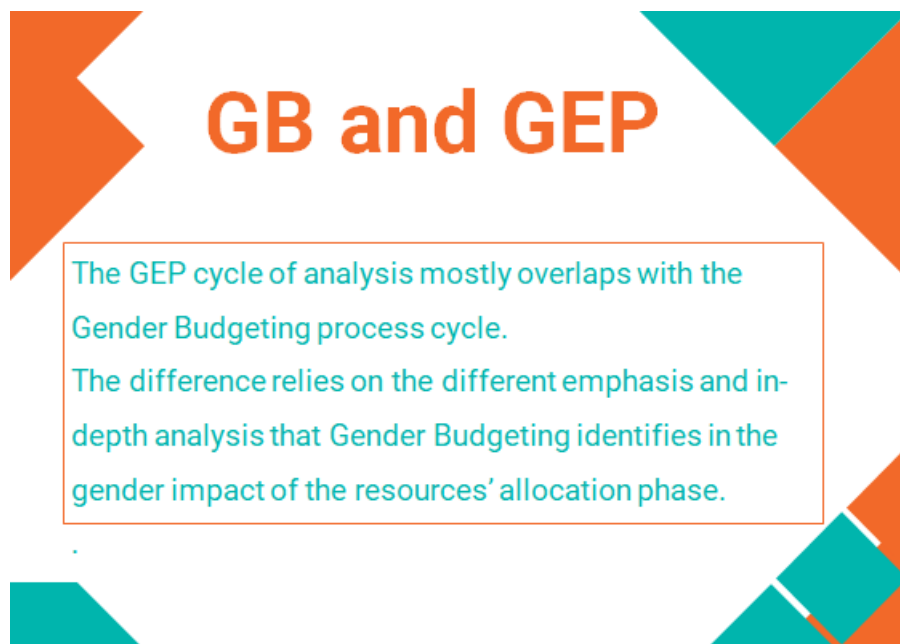 GB and GEP
The GEP cycle of analysis mostly overlaps with the
Gender Budgeting process cycle.
The difference relies on the different emphasis and in-
depth analysis that Gender Budgeting identifies in the
gender impact of the resources’ allocation phase.
.